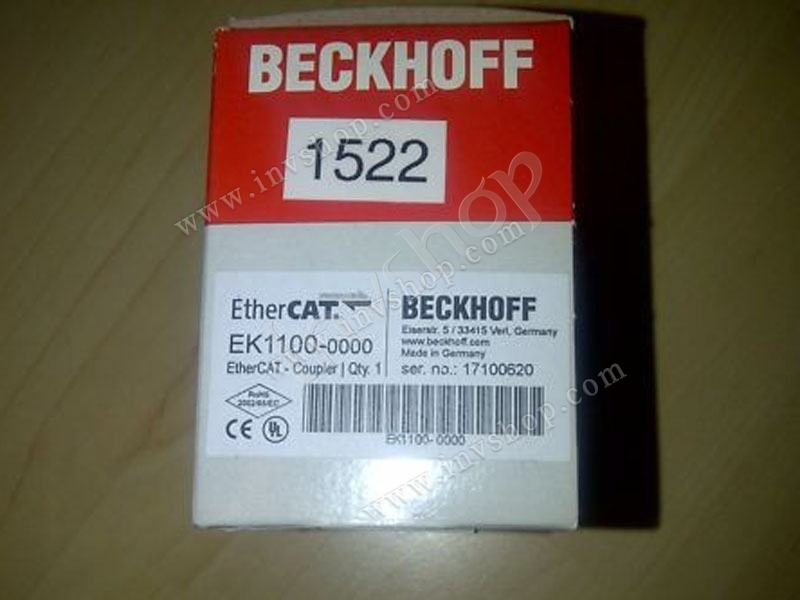 BECKHOFF
1522
www.invshop.com
invshop
www.invshop.com
EtherCAT.
EK1100-0000
EtherCAT - Coupler | Qty. 1
BECKHOFF
Eiserstr. 5 / 33415 Verl, Germany
www.beckhoff.com
Made in Germany
ser. no.: 17100620
RoHS
2002/95/EC
CE UL
EK1100-0000
www.invshop.com